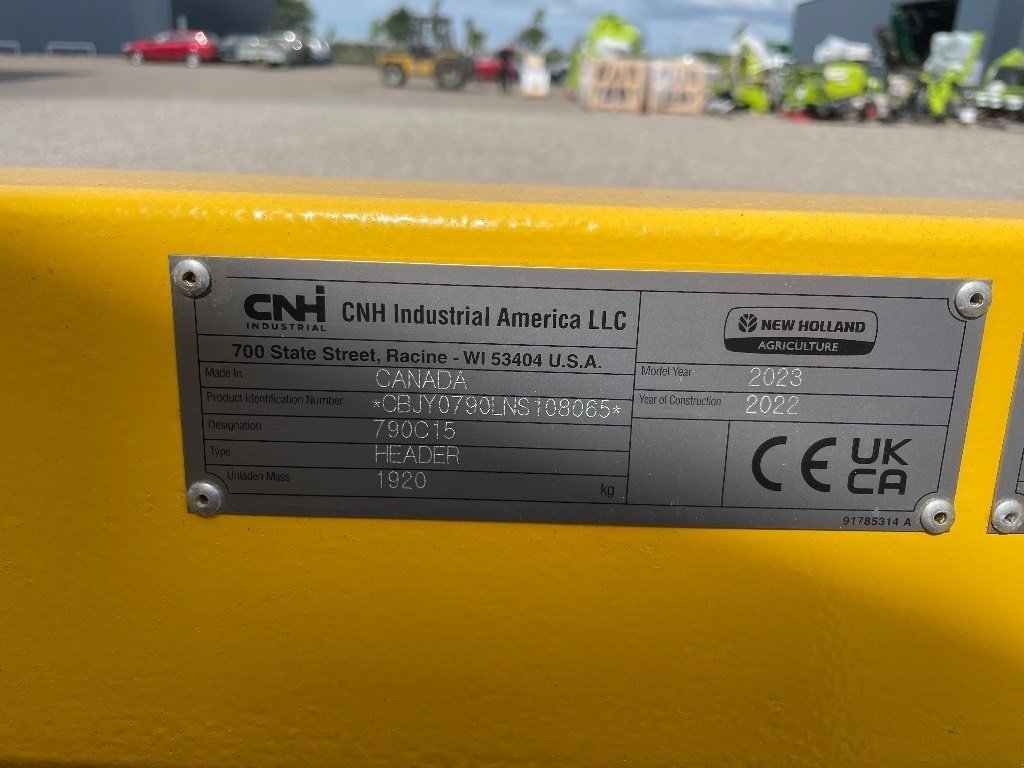 CNH INDUSTRIAL CNH Industrial America LLC
700 State Street, Racine - WI 53404 U.S.A.
Made In CANADA
Product Identification Number *CBJY0790LNS108065*
Designation 790C15
Type HEADER
Unladen Mass 1920 kg
NEW HOLLAND
AGRICULTURE
Model Year 2023
Year of Construction 2022
CE UK
CA
91785314 A